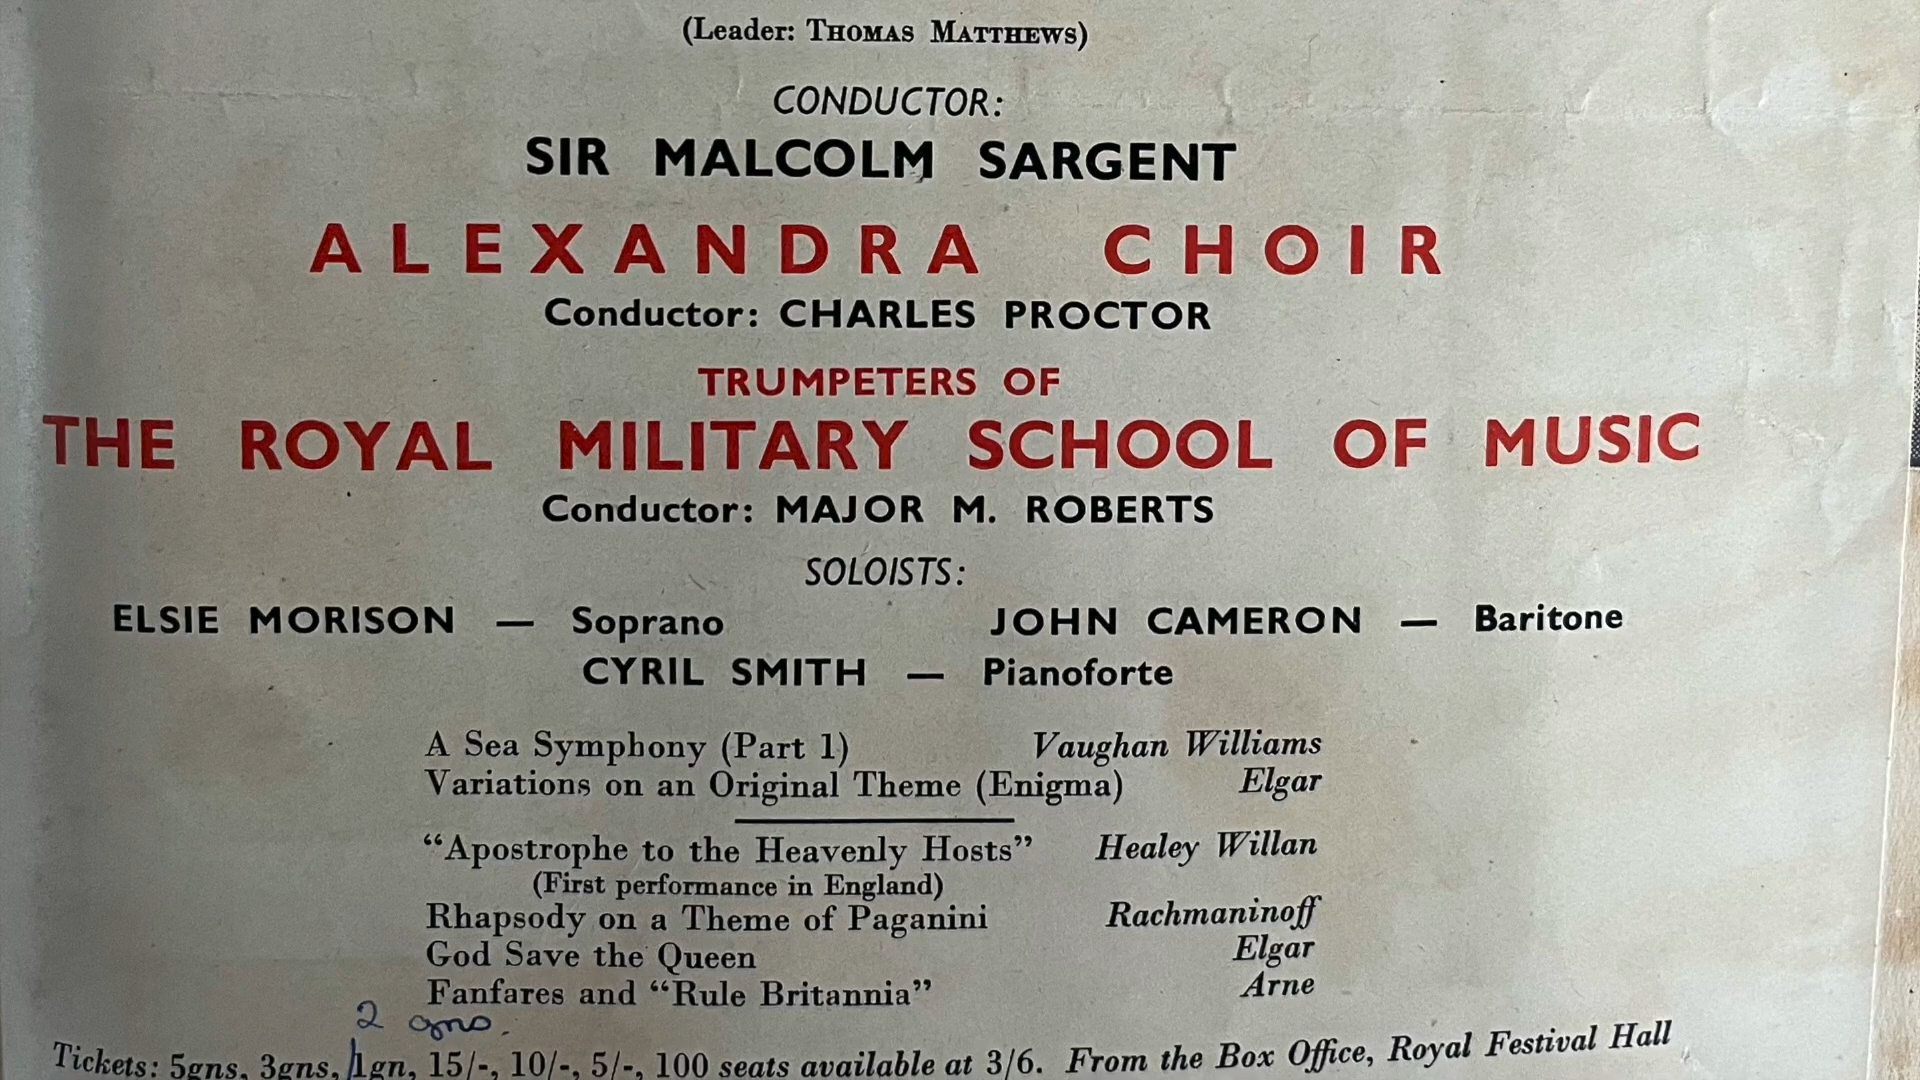 (Leader: THOMAS MATTHEWS)
CONDUCTOR:
SIR MALCOLM SARGENT
ALEXANDRA CHOIR
Conductor: CHARLES PROCTOR
TRUMPETERS OF
THE ROYAL MILITARY SCHOOL OF MUSIC
Conductor: MAJOR M. ROBERTS
SOLOISTS:
ELSIE MORISON — Soprano JOHN CAMERON — Baritone
CYRIL SMITH — Pianoforte
A Sea Symphony (Part 1) Vaughan Williams
Variations on an Original Theme (Enigma) Elgar
“Apostrophe to the Heavenly Hosts” Healey Willan
(First performance in England)
Rhapsody on a Theme of Paganini Rachmaninoff
God Save the Queen Elgar
Fanfares and “Rule Britannia” Arne
2 gns.
Tickets: 5gns, 3gns, 1gn, 15/-, 10/-, 5/-, 100 seats available at 3/6. From the Box Office, Royal Festival Hall